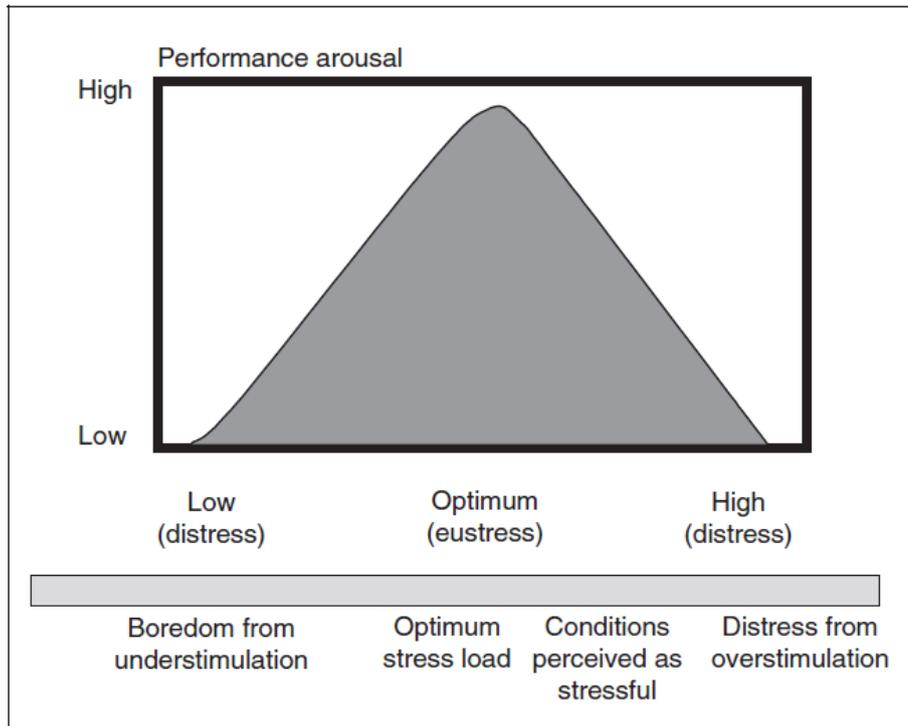 Performance arousal
High
Low
Low
(distress)
Optimum
(eustress)
High
(distress)
Boredom from
understimulation
Optimum
stress load
Conditions
perceived as
stressful
Distress from
overstimulation